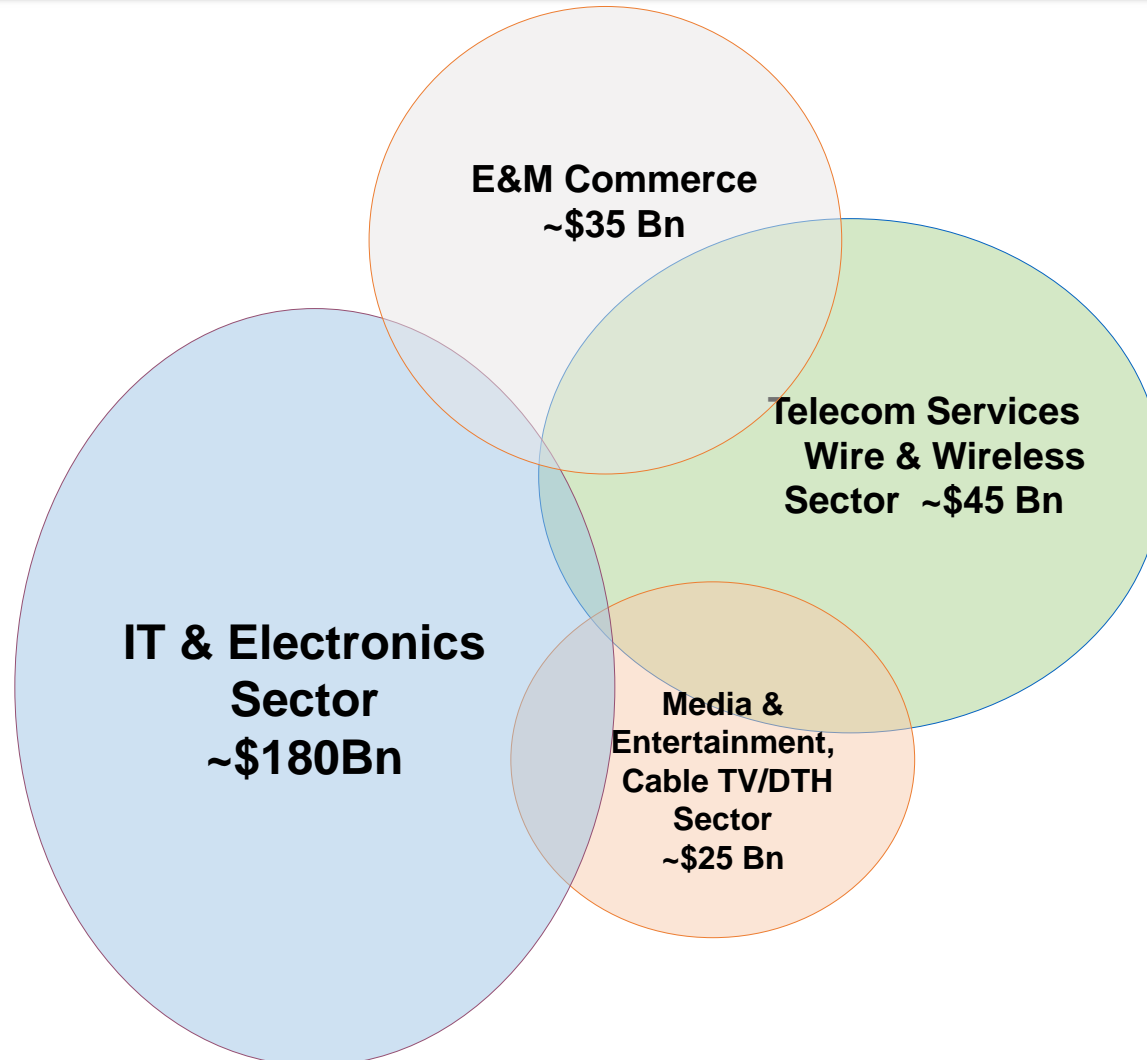 E&M Commerce
~$35 Bn
Telecom Services
Wire & Wireless
Sector ~$45 Bn
IT & Electronics
Sector
~$180Bn
Media &
Entertainment,
Cable TV/DTH
Sector
~$25 Bn